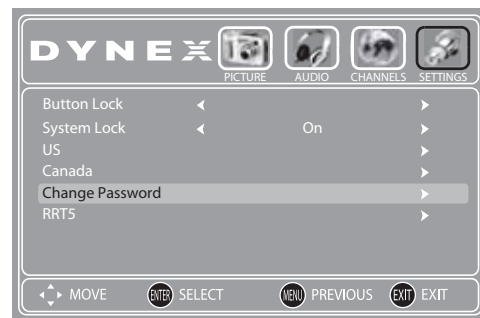 DYNEX
PICTURE AUDIO CHANNELS SETTINGS
Button Lock
System Lock On
US
Canada
Change Password
RRT5
MOVE ENTER SELECT MENU PREVIOUS EXIT EXIT